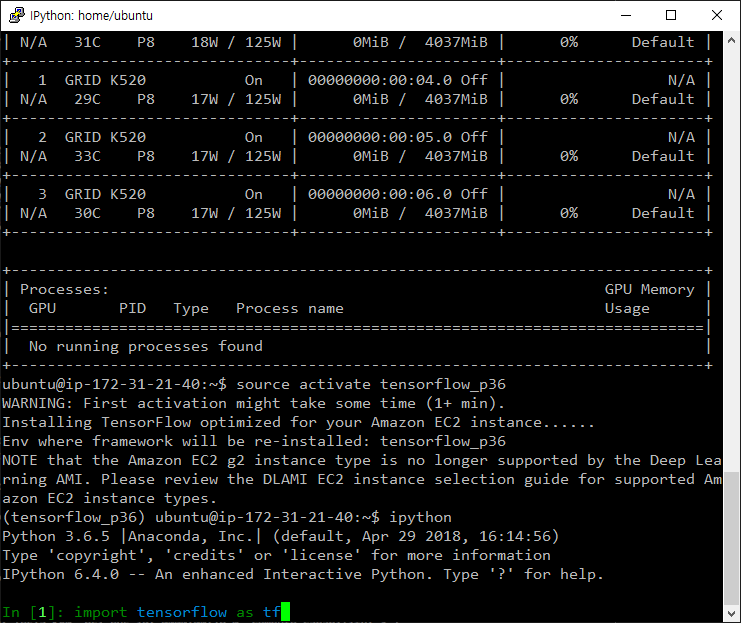 IPython: home/ubuntu
| N/A   31C    P8    18W / 125W |      0MiB /  4037MiB |      0%      Default |
+-------------------------------+----------------------+----------------------+
|   1  GRID K520           On   | 00000000:00:04.0 Off |                  N/A |
| N/A   29C    P8    17W / 125W |      0MiB /  4037MiB |      0%      Default |
+-------------------------------+----------------------+----------------------+
|   2  GRID K520           On   | 00000000:00:05.0 Off |                  N/A |
| N/A   33C    P8    17W / 125W |      0MiB /  4037MiB |      0%      Default |
+-------------------------------+----------------------+----------------------+
|   3  GRID K520           On   | 00000000:00:06.0 Off |                  N/A |
| N/A   30C    P8    17W / 125W |      0MiB /  4037MiB |      0%      Default |
+-------------------------------+----------------------+----------------------+
+-----------------------------------------------------------------------------+
| Processes:                                                       GPU Memory |
|  GPU       PID   Type   Process name                             Usage      |
|=============================================================================|
|  No running processes found                                                 |
+-----------------------------------------------------------------------------+
ubuntu@ip-172-31-21-40:~$ source activate tensorflow_p36
WARNING: First activation might take some time (1+ min).
Installing TensorFlow optimized for your Amazon EC2 instance......
Env where framework will be re-installed: tensorflow_p36
NOTE that the Amazon EC2 g2 instance type is no longer supported by the Deep Lea
rning AMI. Please review the DLAMI EC2 instance selection guide for supported Am
azon EC2 instance types.
(tensorflow_p36) ubuntu@ip-172-31-21-40:~$ ipython
Python 3.6.5 |Anaconda, Inc.| (default, Apr 29 2018, 16:14:56)
Type 'copyright', 'credits' or 'license' for more information
IPython 6.4.0 -- An enhanced Interactive Python. Type '?' for help.
In [1]: import tensorflow as tf